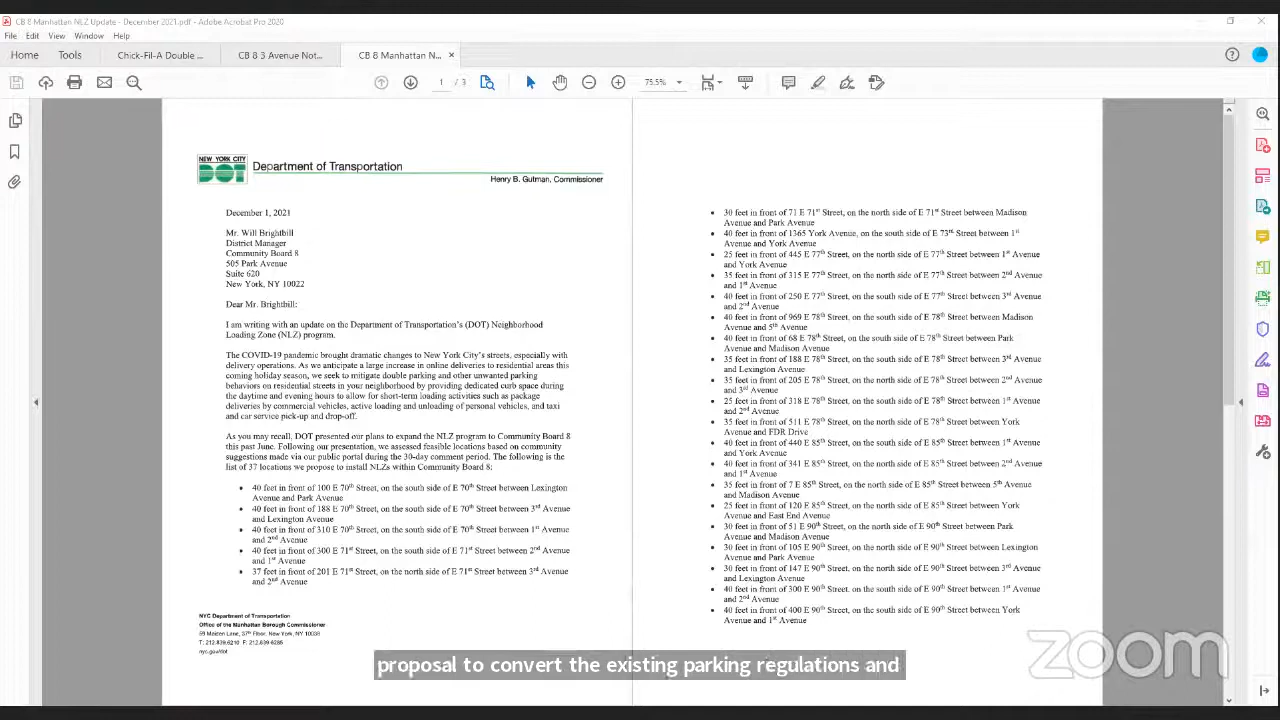 CB 8 Manhattan NLZ Update - December 2021.pdf - Adobe Acrobat Pro 2020
File Edit View Window Help
Home Tools Chick-Fil-A Double ... CB 8 3 Avenue Not... CB 8 Manhattan N... ×
1 / 3 75.5%
NEW YORK CITY
DOT
Department of Transportation
Henry B. Gutman, Commissioner
December 1, 2021
Mr. Will Brightbill
District Manager
Community Board 8
505 Park Avenue
Suite 620
New York, NY 10022
Dear Mr. Brightbill:
I am writing with an update on the Department of Transportation's (DOT) Neighborhood
Loading Zone (NLZ) program.
The COVID-19 pandemic brought dramatic changes to New York City's streets, especially with
delivery operations. As we anticipate a large increase in online deliveries to residential areas this
coming holiday season, we seek to mitigate double parking and other unwanted parking
behaviors on residential streets in your neighborhood by providing dedicated curb space during
the daytime and evening hours to allow for short-term loading activities such as package
deliveries by commercial vehicles, active loading and unloading of personal vehicles, and taxi
and car service pick-up and drop-off.
As you may recall, DOT presented our plans to expand the NLZ program to Community Board 8
this past June. Following our presentation, we assessed feasible locations based on community
suggestions made via our public portal during the 30-day comment period. The following is the
list of 37 locations we propose to install NLZs within Community Board 8:
• 40 feet in front of 100 E 70th Street, on the south side of E 70th Street between Lexington
Avenue and Park Avenue
• 40 feet in front of 188 E 70th Street, on the south side of E 70th Street between 3rd Avenue
and Lexington Avenue
• 40 feet in front of 310 E 70th Street, on the south side of E 70th Street between 1st Avenue
and 2nd Avenue
• 40 feet in front of 300 E 71st Street, on the south side of E 71st Street between 2nd Avenue
and 1st Avenue
• 37 feet in front of 201 E 71st Street, on the north side of E 71st Street between 3rd Avenue
and 2nd Avenue
NYC Department of Transportation
Office of the Manhattan Borough Commissioner
59 Maiden Lane, 37th Floor, New York, NY 10038
T: 212.839.6210 F: 212.839.6285
nyc.gov/dot
• 30 feet in front of 71 E 71st Street, on the north side of E 71st Street between Madison
Avenue and Park Avenue
• 40 feet in front of 1365 York Avenue, on the south side of E 73rd Street between 1st
Avenue and York Avenue
• 25 feet in front of 445 E 77th Street, on the north side of E 77th Street between 1st Avenue
and York Avenue
• 35 feet in front of 315 E 77th Street, on the north side of E 77th Street between 2nd Avenue
and 1st Avenue
• 40 feet in front of 250 E 77th Street, on the south side of E 77th Street between 3rd Avenue
and 2nd Avenue
• 40 feet in front of 969 E 78th Street, on the south side of E 78th Street between Madison
Avenue and 5th Avenue
• 40 feet in front of 68 E 78th Street, on the south side of E 78th Street between Park
Avenue and Madison Avenue
• 35 feet in front of 188 E 78th Street, on the south side of E 78th Street between 3rd Avenue
and Lexington Avenue
• 35 feet in front of 205 E 78th Street, on the north side of E 78th Street between 2nd Avenue
and 3rd Avenue
• 25 feet in front of 318 E 78th Street, on the south side of E 78th Street between 1st Avenue
and 2nd Avenue
• 35 feet in front of 511 E 78th Street, on the north side of E 78th Street between York
Avenue and FDR Drive
• 40 feet in front of 440 E 85th Street, on the south side of E 85th Street between 1st Avenue
and York Avenue
• 40 feet in front of 341 E 85th Street, on the north side of E 85th Street between 2nd Avenue
and 1st Avenue
• 35 feet in front of 7 E 85th Street, on the north side of E 85th Street between 5th Avenue
and Madison Avenue
• 25 feet in front of 120 E 85th Street, on the south side of E 85th Street between York
Avenue and East End Avenue
• 30 feet in front of 51 E 90th Street, on the north side of E 90th Street between Park
Avenue and Madison Avenue
• 30 feet in front of 105 E 90th Street, on the north side of E 90th Street between Lexington
Avenue and Park Avenue
• 30 feet in front of 147 E 90th Street, on the north side of E 90th Street between 3rd Avenue
and Lexington Avenue
• 40 feet in front of 300 E 90th Street, on the south side of E 90th Street between 1st Avenue
and 2nd Avenue
• 40 feet in front of 400 E 90th Street, on the south side of E 90th Street between York
Avenue and 1st Avenue
proposal to convert the existing parking regulations and
zoom